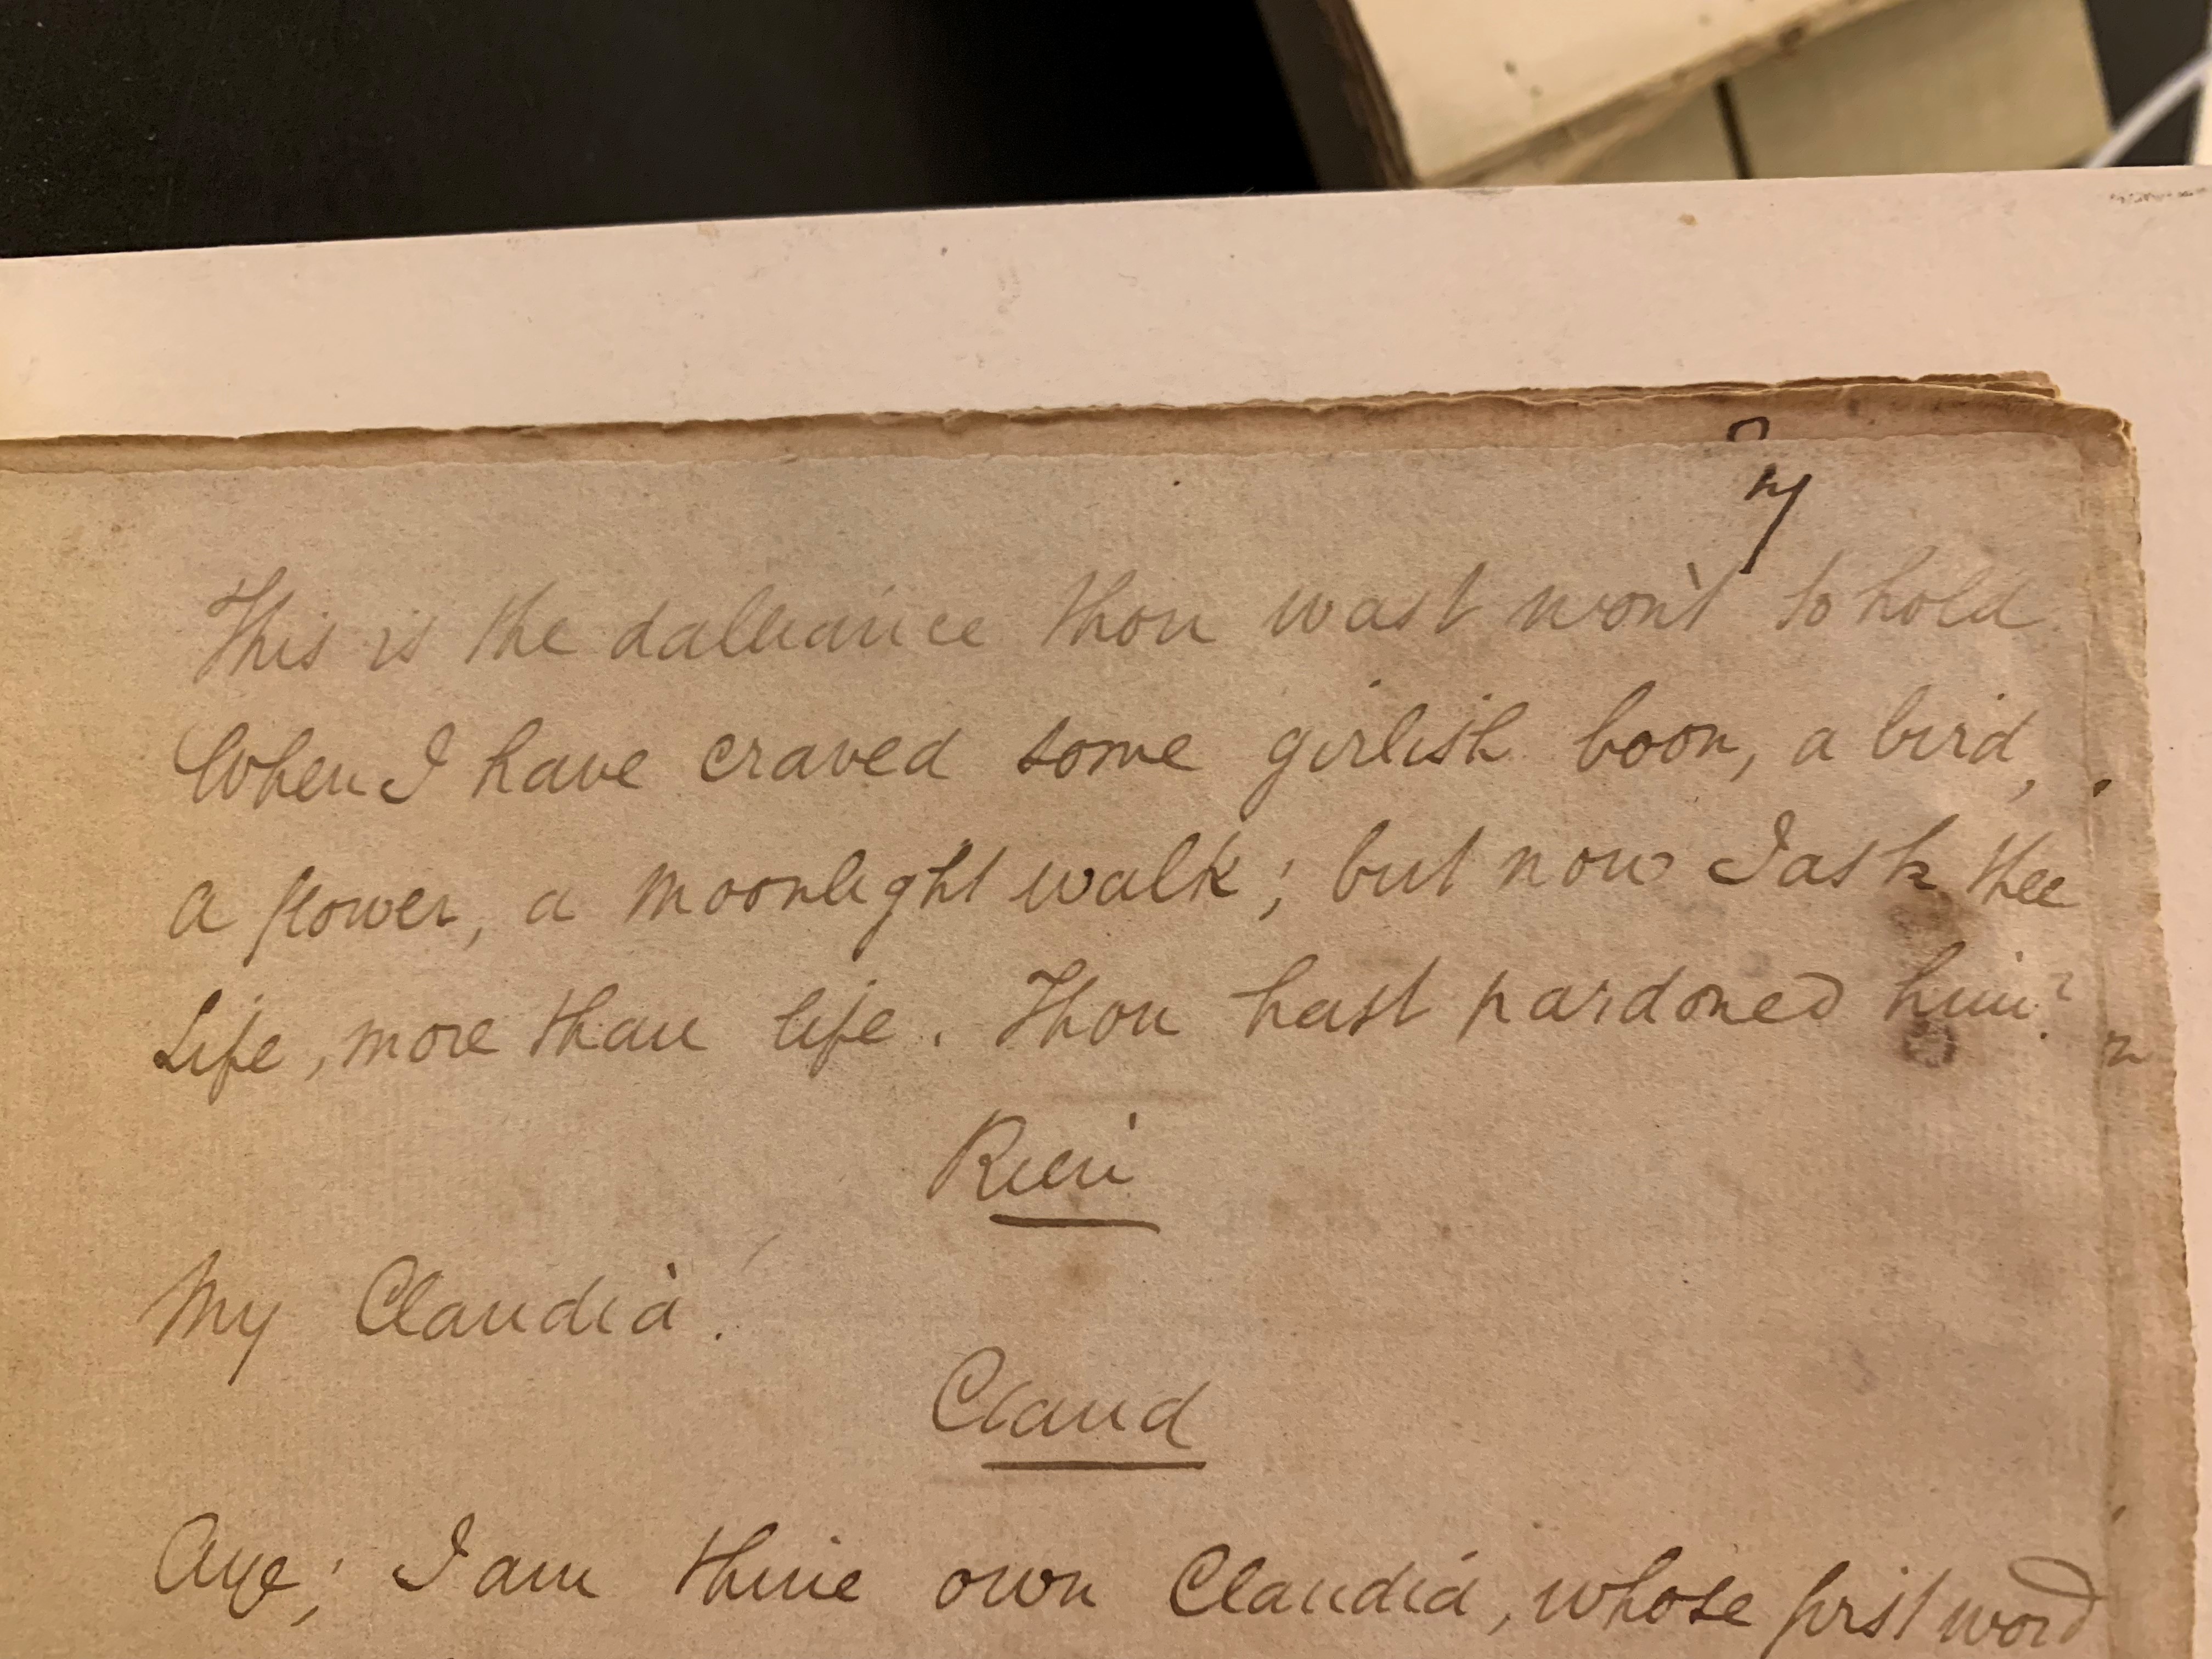 7
This is the dalliance thou wast wont to hold
When I have craved some girlish boon, a bird,
a flower, a moonlight walk; but now I ask thee
Life, more than life. Thou hast pardoned him?
Rieni
My Claudia!
Claud
Aye; I am thine own Claudia, whose first word